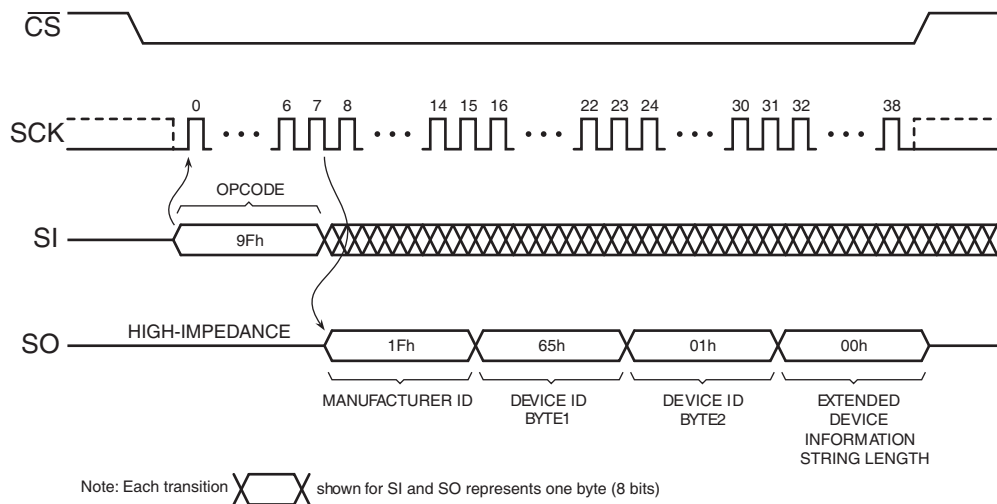 CS
0 6 7 8 14 15 16 22 23 24 30 31 32 38
SCK
OPCODE
SI
9Fh
HIGH-IMPEDANCE
SO
1Fh 65h 01h 00h
MANUFACTURER ID
DEVICE ID
BYTE1
DEVICE ID
BYTE2
EXTENDED
DEVICE
INFORMATION
STRING LENGTH
Note: Each transition shown for SI and SO represents one byte (8 bits)